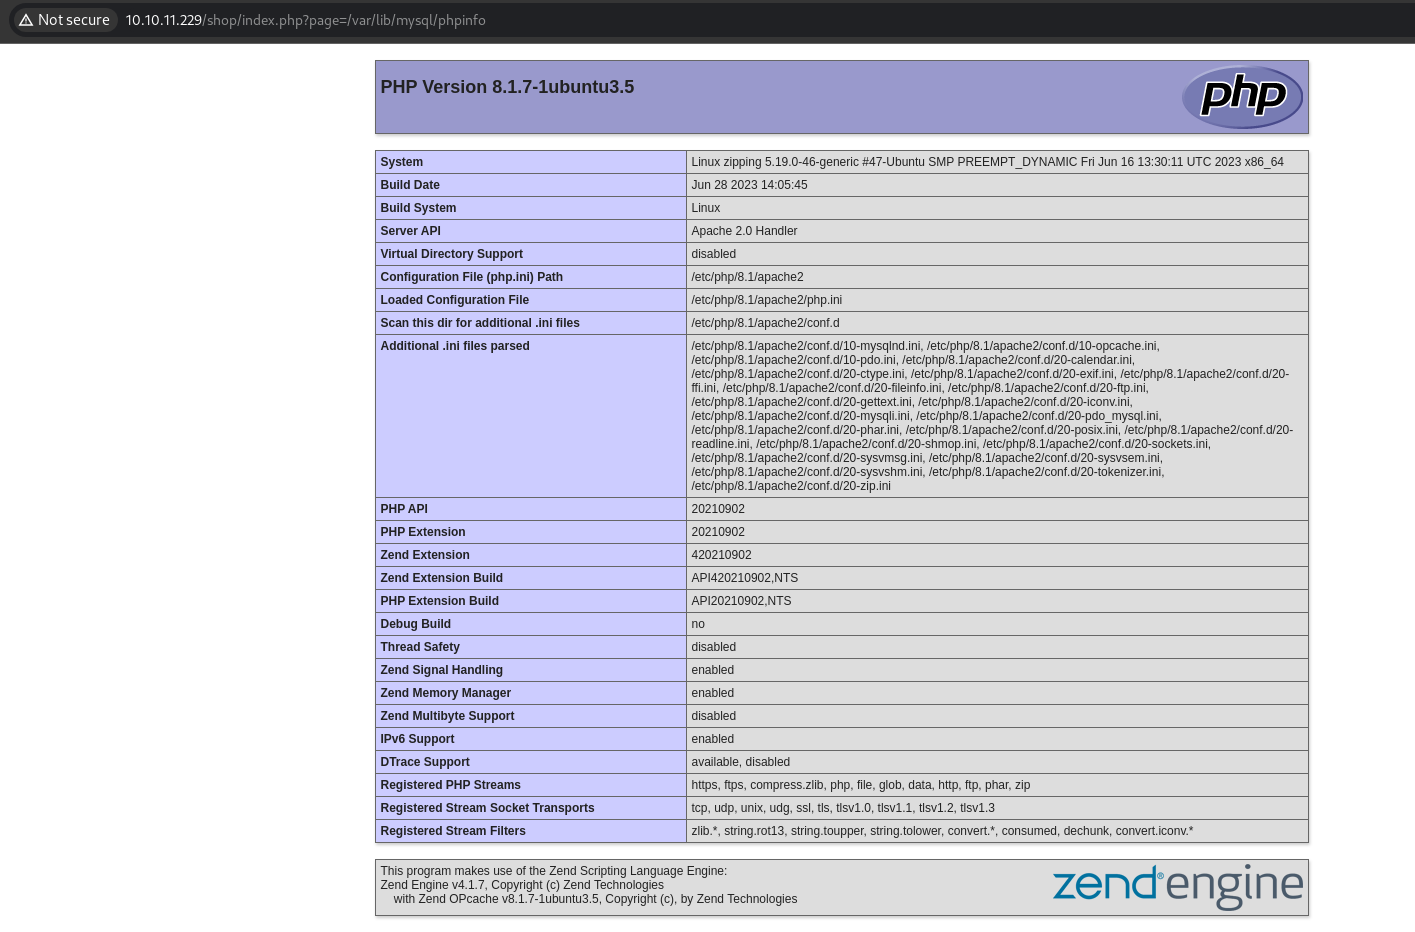 Not secure 10.10.11.229/shop/index.php?page=/var/lib/mysql/phpinfo
PHP Version 8.1.7-1ubuntu3.5
php
System Linux zipping 5.19.0-46-generic #47-Ubuntu SMP PREEMPT_DYNAMIC Fri Jun 16 13:30:11 UTC 2023 x86_64
Build Date Jun 28 2023 14:05:45
Build System Linux
Server API Apache 2.0 Handler
Virtual Directory Support disabled
Configuration File (php.ini) Path /etc/php/8.1/apache2
Loaded Configuration File /etc/php/8.1/apache2/php.ini
Scan this dir for additional .ini files /etc/php/8.1/apache2/conf.d
Additional .ini files parsed /etc/php/8.1/apache2/conf.d/10-mysqlnd.ini, /etc/php/8.1/apache2/conf.d/10-opcache.ini,
/etc/php/8.1/apache2/conf.d/10-pdo.ini, /etc/php/8.1/apache2/conf.d/20-calendar.ini,
/etc/php/8.1/apache2/conf.d/20-ctype.ini, /etc/php/8.1/apache2/conf.d/20-exif.ini, /etc/php/8.1/apache2/conf.d/20-
ffi.ini, /etc/php/8.1/apache2/conf.d/20-fileinfo.ini, /etc/php/8.1/apache2/conf.d/20-ftp.ini,
/etc/php/8.1/apache2/conf.d/20-gettext.ini, /etc/php/8.1/apache2/conf.d/20-iconv.ini,
/etc/php/8.1/apache2/conf.d/20-mysqli.ini, /etc/php/8.1/apache2/conf.d/20-pdo_mysql.ini,
/etc/php/8.1/apache2/conf.d/20-phar.ini, /etc/php/8.1/apache2/conf.d/20-posix.ini, /etc/php/8.1/apache2/conf.d/20-
readline.ini, /etc/php/8.1/apache2/conf.d/20-shmop.ini, /etc/php/8.1/apache2/conf.d/20-sockets.ini,
/etc/php/8.1/apache2/conf.d/20-sysvmsg.ini, /etc/php/8.1/apache2/conf.d/20-sysvsem.ini,
/etc/php/8.1/apache2/conf.d/20-sysvshm.ini, /etc/php/8.1/apache2/conf.d/20-tokenizer.ini,
/etc/php/8.1/apache2/conf.d/20-zip.ini
PHP API 20210902
PHP Extension 20210902
Zend Extension 420210902
Zend Extension Build API420210902,NTS
PHP Extension Build API20210902,NTS
Debug Build no
Thread Safety disabled
Zend Signal Handling enabled
Zend Memory Manager enabled
Zend Multibyte Support disabled
IPv6 Support enabled
DTrace Support available, disabled
Registered PHP Streams https, ftps, compress.zlib, php, file, glob, data, http, ftp, phar, zip
Registered Stream Socket Transports tcp, udp, unix, udg, ssl, tls, tlsv1.0, tlsv1.1, tlsv1.2, tlsv1.3
Registered Stream Filters zlib.*, string.rot13, string.toupper, string.tolower, convert.*, consumed, dechunk, convert.iconv.*
This program makes use of the Zend Scripting Language Engine:
Zend Engine v4.1.7, Copyright (c) Zend Technologies
with Zend OPcache v8.1.7-1ubuntu3.5, Copyright (c), by Zend Technologies
zend® engine